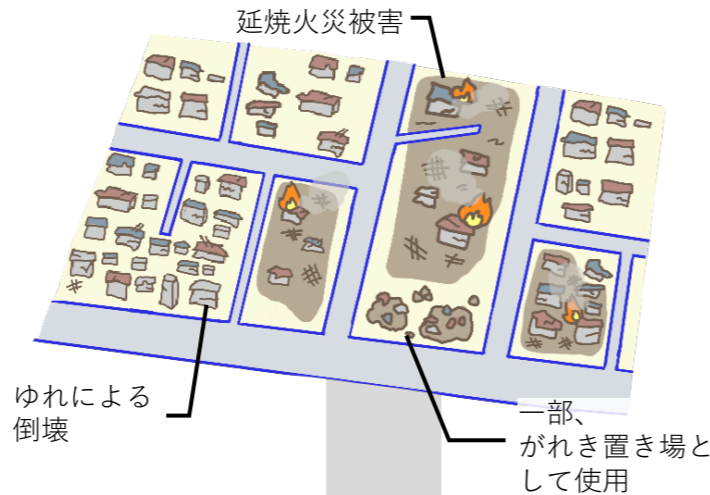 延焼火災被害
ゆれによる
倒壊
一部、
がれき置き場と
して使用